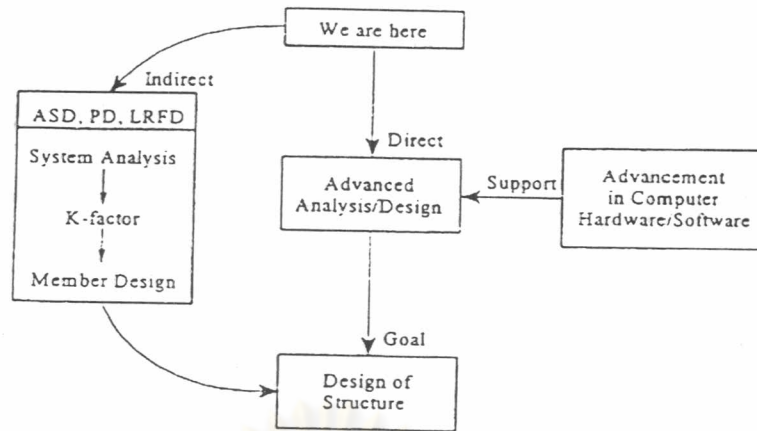 We are here
Indirect
ASD, PD, LRFD
System Analysis
K-factor
Member Design
Direct
Advanced
Analysis/Design
Support
Advancement
in Computer
Hardware/Software
Goal
Design of
Structure